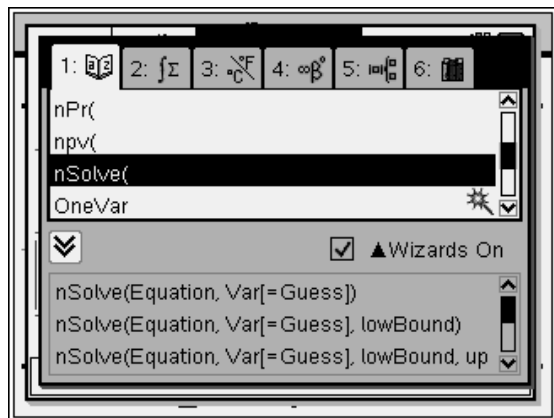 1: 2: ∫Σ 3: °C°F 4: ∞β° 5: 6:
nPr(
npv(
nSolve(
OneVar
▲Wizards On
nSolve(Equation, Var[=Guess])
nSolve(Equation, Var[=Guess], lowBound)
nSolve(Equation, Var[=Guess], lowBound, up